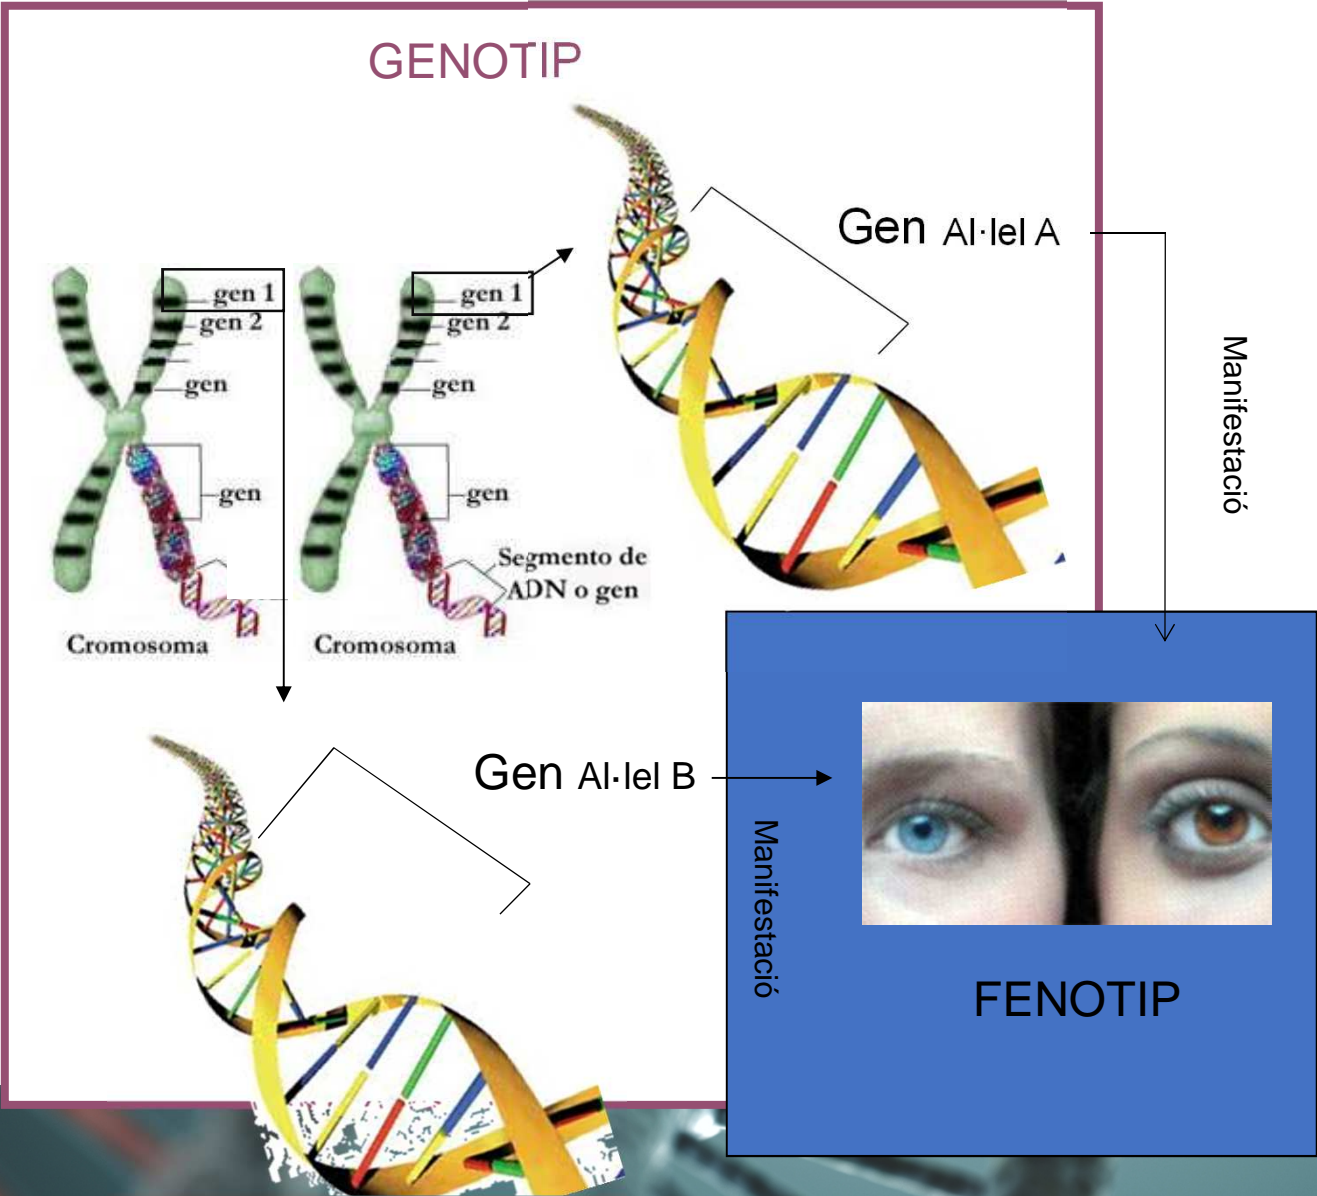 GENOTIP
Gen Al·lel A
gen 1
gen 2
gen
gen
Cromosoma
gen 1
gen 2
gen
gen
Segmento de
ADN o gen
Cromosoma
Manifestació
Gen Al·lel B
Manifestació
FENOTIP